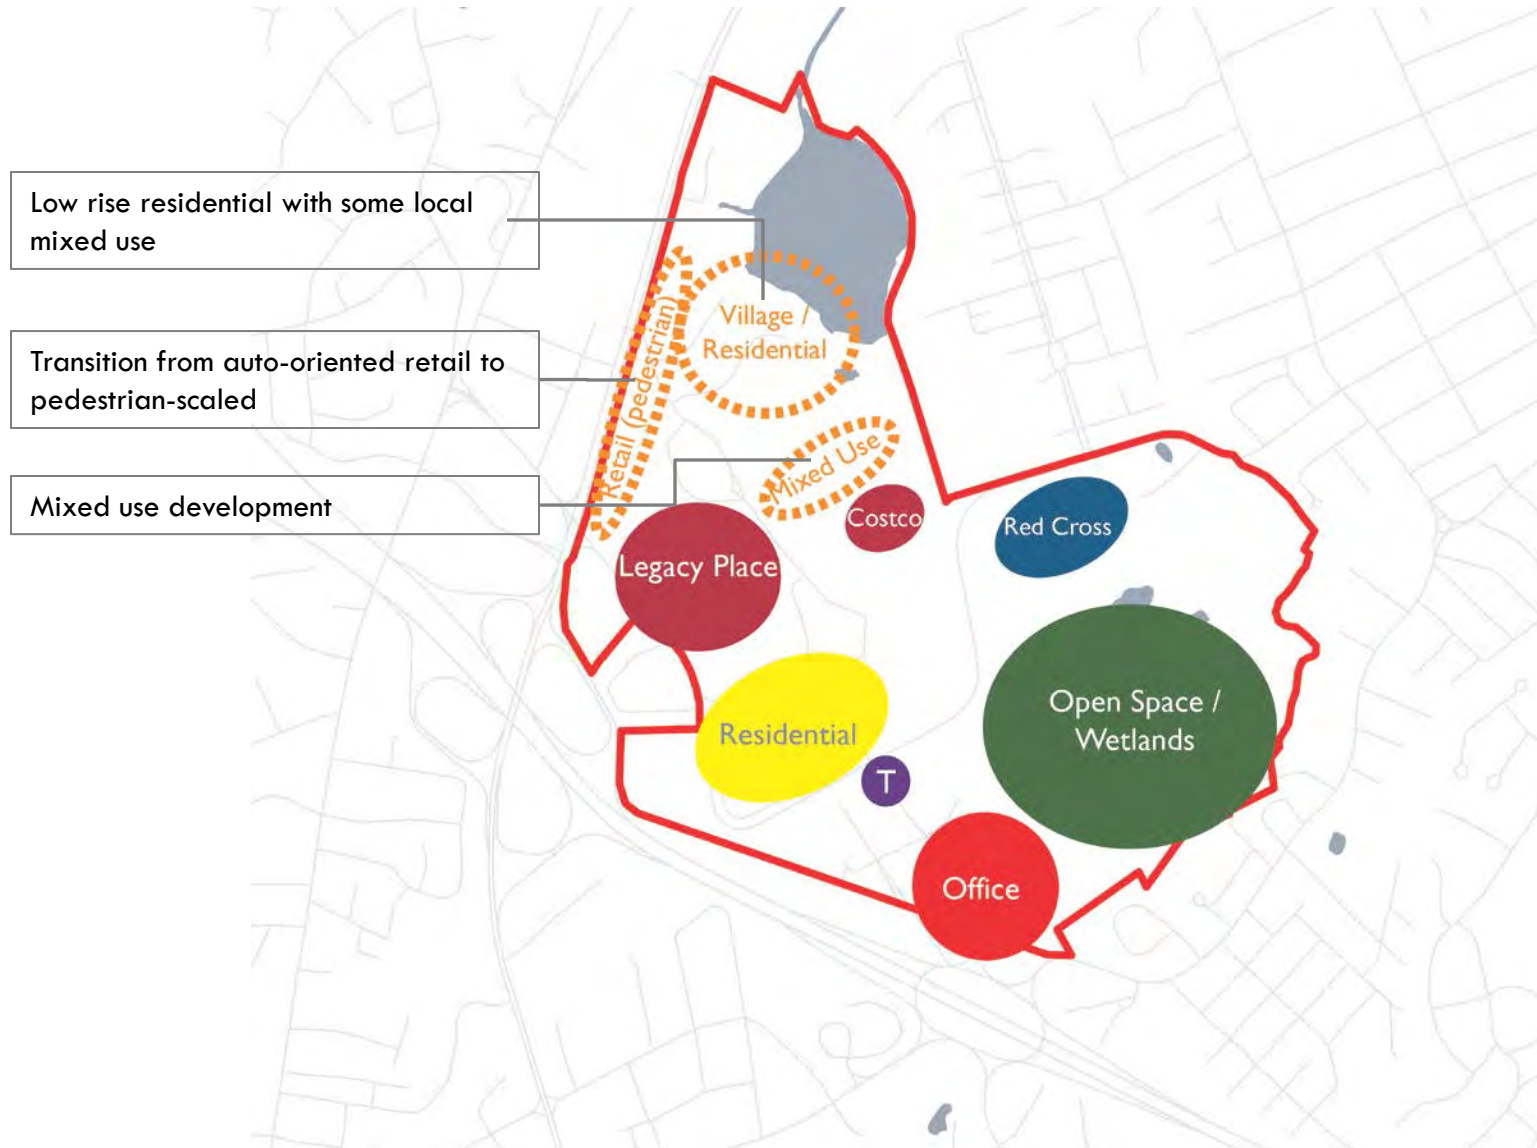 Low rise residential with some local
mixed use
Transition from auto-oriented retail to
pedestrian-scaled
Mixed use development
Village /
Residential
Retail (pedestrian)
Mixed Use
Costco
Red Cross
Legacy Place
Open Space /
Wetlands
Residential
T
Office